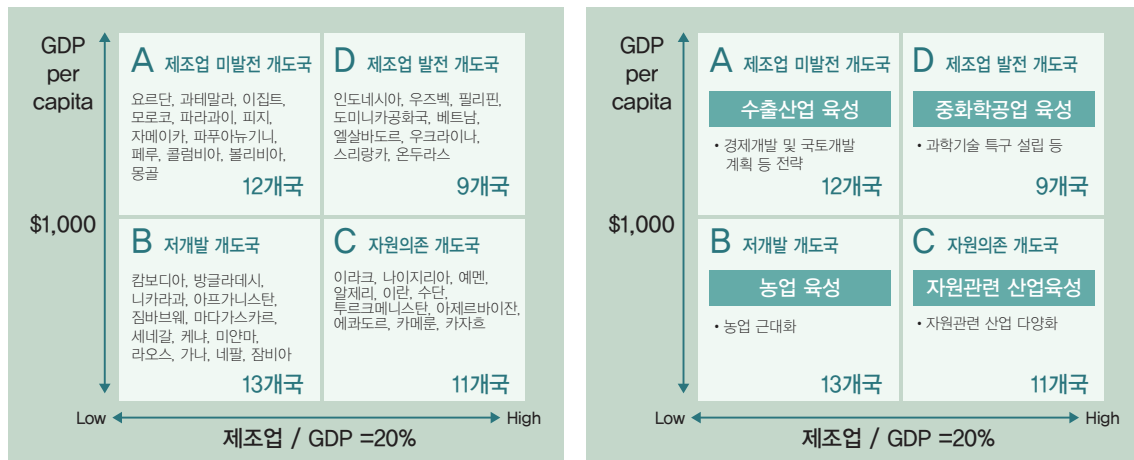 GDP
per
capita
$1,000
A 제조업 미발전 개도국
요르단, 과테말라, 이집트,
모로코, 파라과이, 피지,
자메이카, 파푸아뉴기니,
페루, 콜럼비아, 볼리비아,
몽골
12개국
D 제조업 발전 개도국
인도네시아, 우즈벡, 필리핀,
도미니카공화국, 베트남,
엘살바도르, 우크라이나,
스리랑카, 온두라스
9개국
B 저개발 개도국
캄보디아, 방글라데시,
니카라과, 아프가니스탄,
짐바브웨, 마다가스카르,
세네갈, 케냐, 미얀마,
라오스, 가나, 네팔, 잠비아
13개국
C 자원의존 개도국
이라크, 나이지리아, 예멘,
알제리, 이란, 수단,
투르크메니스탄, 아제르바이잔,
에콰도르, 카메룬, 카자흐
11개국
Low
High
제조업 / GDP =20%
GDP
per
capita
$1,000
A 제조업 미발전 개도국
수출산업 육성
• 경제개발 및 국토개발
계획 등 전략
12개국
D 제조업 발전 개도국
중화학공업 육성
• 과학기술 특구 설립 등
9개국
B 저개발 개도국
농업 육성
• 농업 근대화
13개국
C 자원의존 개도국
자원관련 산업육성
• 자원관련 산업 다양화
11개국
Low
High
제조업 / GDP =20%